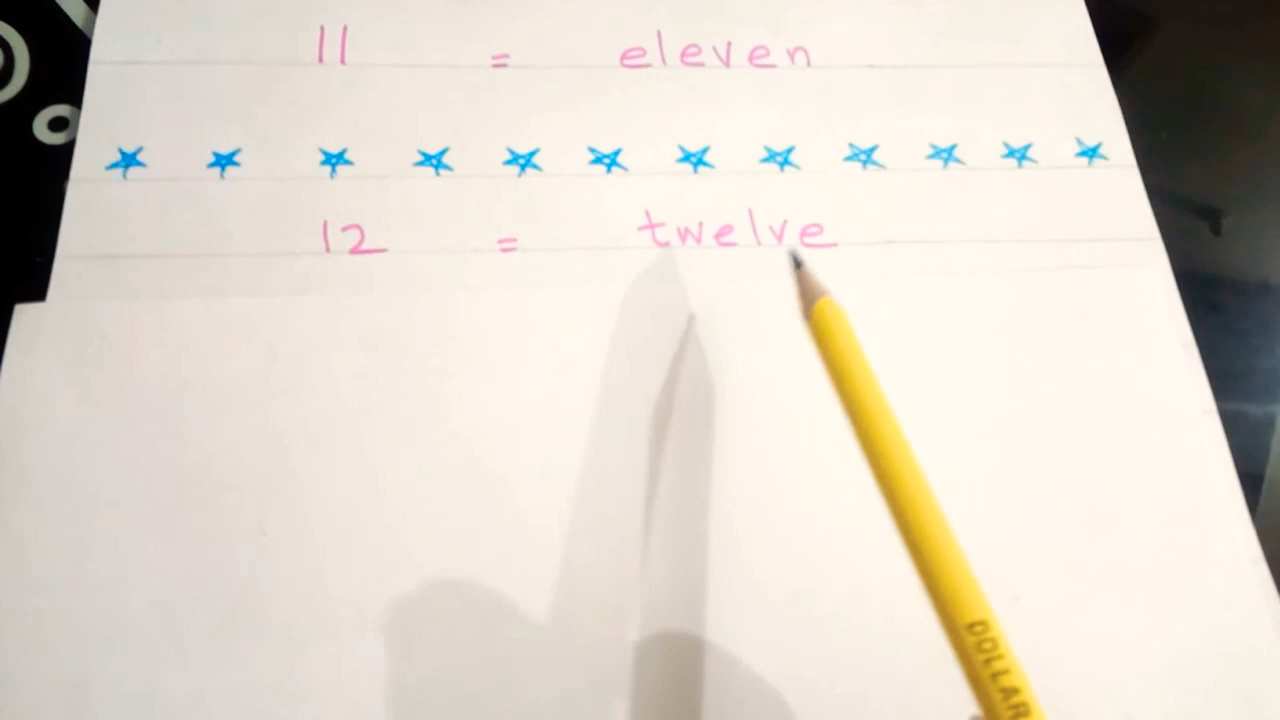 11 = eleven
12 = twelve
DOLLAR